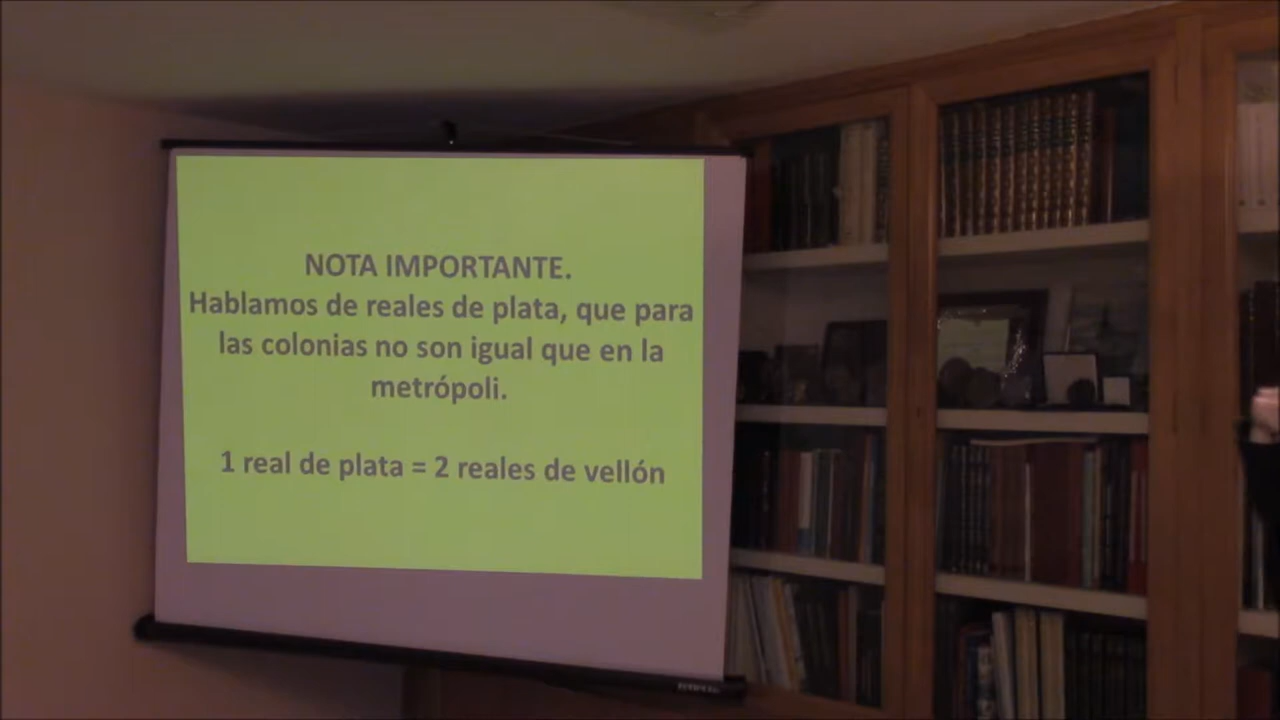 NOTA IMPORTANTE.
Hablamos de reales de plata, que para
las colonias no son igual que en la
metrópoli.
1 real de plata = 2 reales de vellón